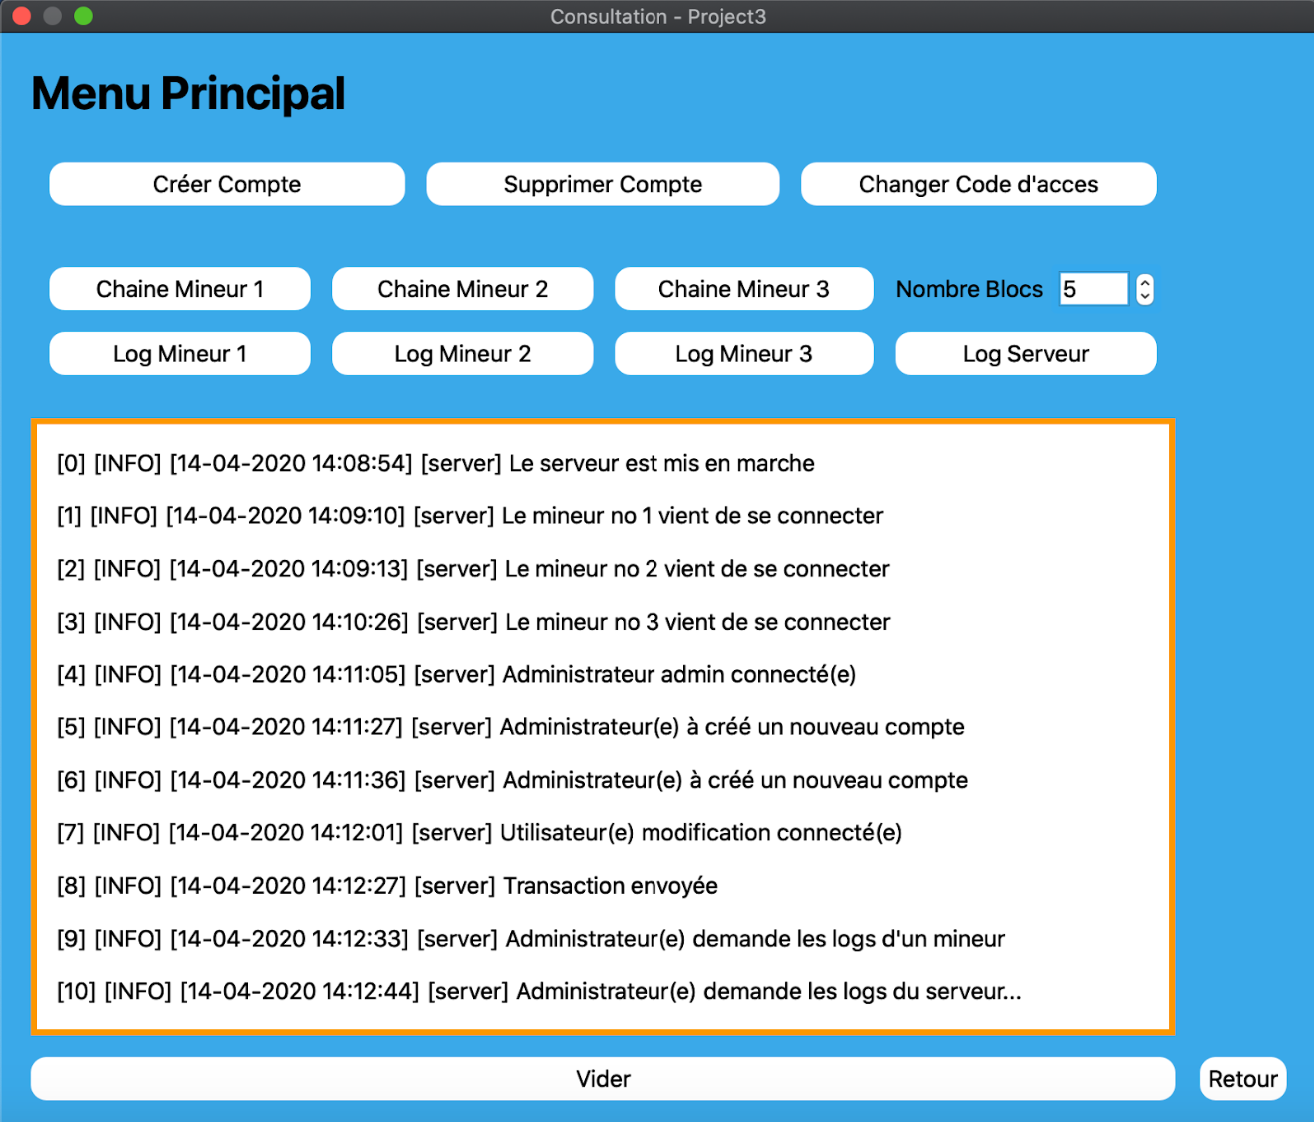 Consultation - Project3
Menu Principal
Créer Compte Supprimer Compte Changer Code d'acces
Chaine Mineur 1 Chaine Mineur 2 Chaine Mineur 3 Nombre Blocs 5
Log Mineur 1 Log Mineur 2 Log Mineur 3 Log Serveur
[0] [INFO] [14-04-2020 14:08:54] [server] Le serveur est mis en marche
[1] [INFO] [14-04-2020 14:09:10] [server] Le mineur no 1 vient de se connecter
[2] [INFO] [14-04-2020 14:09:13] [server] Le mineur no 2 vient de se connecter
[3] [INFO] [14-04-2020 14:10:26] [server] Le mineur no 3 vient de se connecter
[4] [INFO] [14-04-2020 14:11:05] [server] Administrateur admin connecté(e)
[5] [INFO] [14-04-2020 14:11:27] [server] Administrateur(e) à créé un nouveau compte
[6] [INFO] [14-04-2020 14:11:36] [server] Administrateur(e) à créé un nouveau compte
[7] [INFO] [14-04-2020 14:12:01] [server] Utilisateur(e) modification connecté(e)
[8] [INFO] [14-04-2020 14:12:27] [server] Transaction envoyée
[9] [INFO] [14-04-2020 14:12:33] [server] Administrateur(e) demande les logs d'un mineur
[10] [INFO] [14-04-2020 14:12:44] [server] Administrateur(e) demande les logs du serveur...
Vider Retour